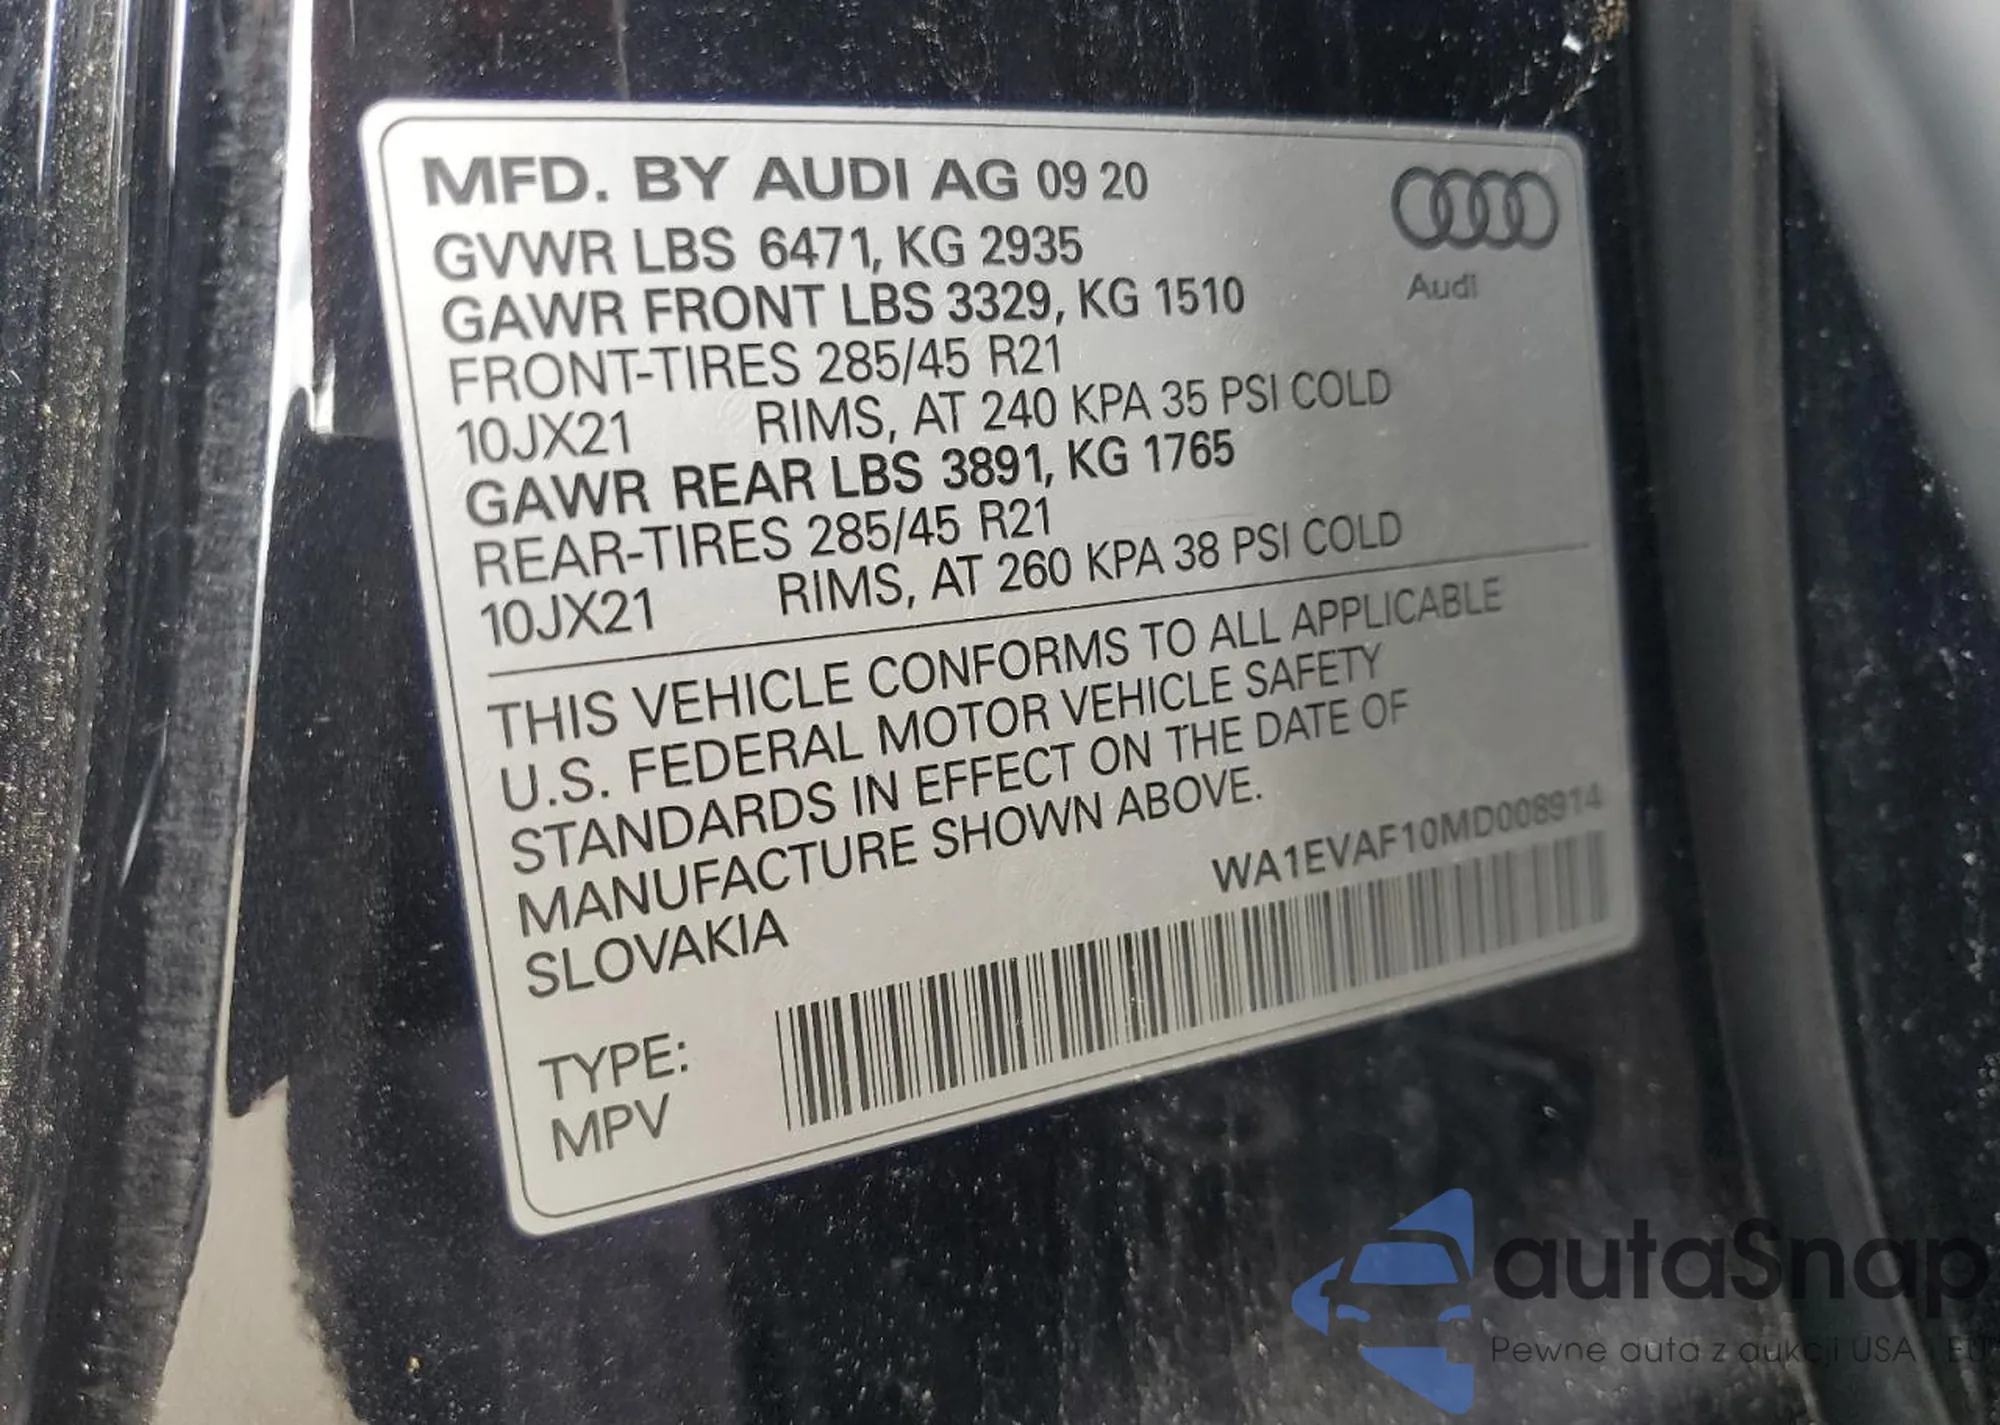 MFD. BY AUDI AG 09 20
GVWR LBS 6471, KG 2935
GAWR FRONT LBS 3329, KG 1510
FRONT-TIRES 285/45 R21
10JX21 RIMS, AT 240 KPA 35 PSI COLD
GAWR REAR LBS 3891, KG 1765
REAR-TIRES 285/45 R21
10JX21 RIMS, AT 260 KPA 38 PSI COLD
Audi
THIS VEHICLE CONFORMS TO ALL APPLICABLE
U.S. FEDERAL MOTOR VEHICLE SAFETY
STANDARDS IN EFFECT ON THE DATE OF
MANUFACTURE SHOWN ABOVE.
SLOVAKIA
WA1EVAF10MD008914
TYPE:
MPV
autaSnap
Pewne auta z aukcji USA i EU